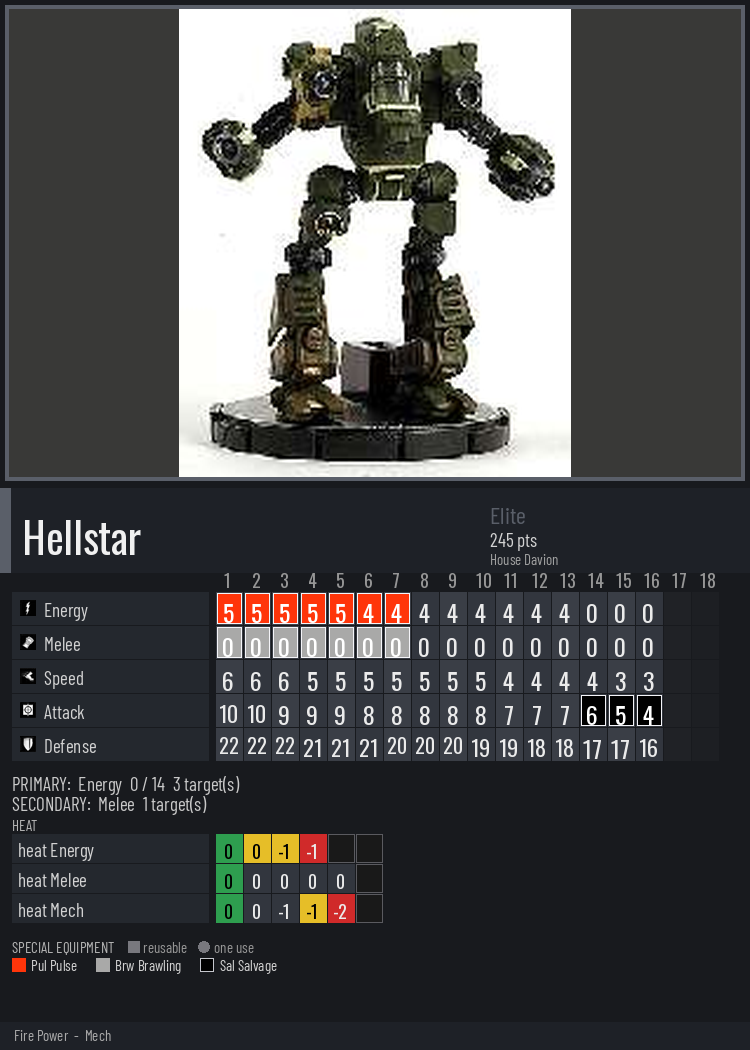 Hellstar
Elite
245 pts
House Davion
1 2 3 4 5 6 7 8 9 10 11 12 13 14 15 16 17 18
Energy 5 5 5 5 5 4 4 4 4 4 4 4 4 0 0 0
Melee 0 0 0 0 0 0 0 0 0 0 0 0 0 0 0 0
Speed 6 6 6 5 5 5 5 5 5 5 4 4 4 4 3 3
Attack 10 10 9 9 9 8 8 8 8 8 7 7 7 6 5 4
Defense 22 22 22 21 21 21 20 20 20 19 19 18 18 17 17 16
PRIMARY: Energy 0 / 14 3 target(s)
SECONDARY: Melee 1 target(s)
HEAT
heat Energy 0 0 -1 -1
heat Melee 0 0 0 0 0
heat Mech 0 0 -1 -1 -2
SPECIAL EQUIPMENT reusable one use
Pul Pulse Brw Brawling Sal Salvage
Fire Power - Mech